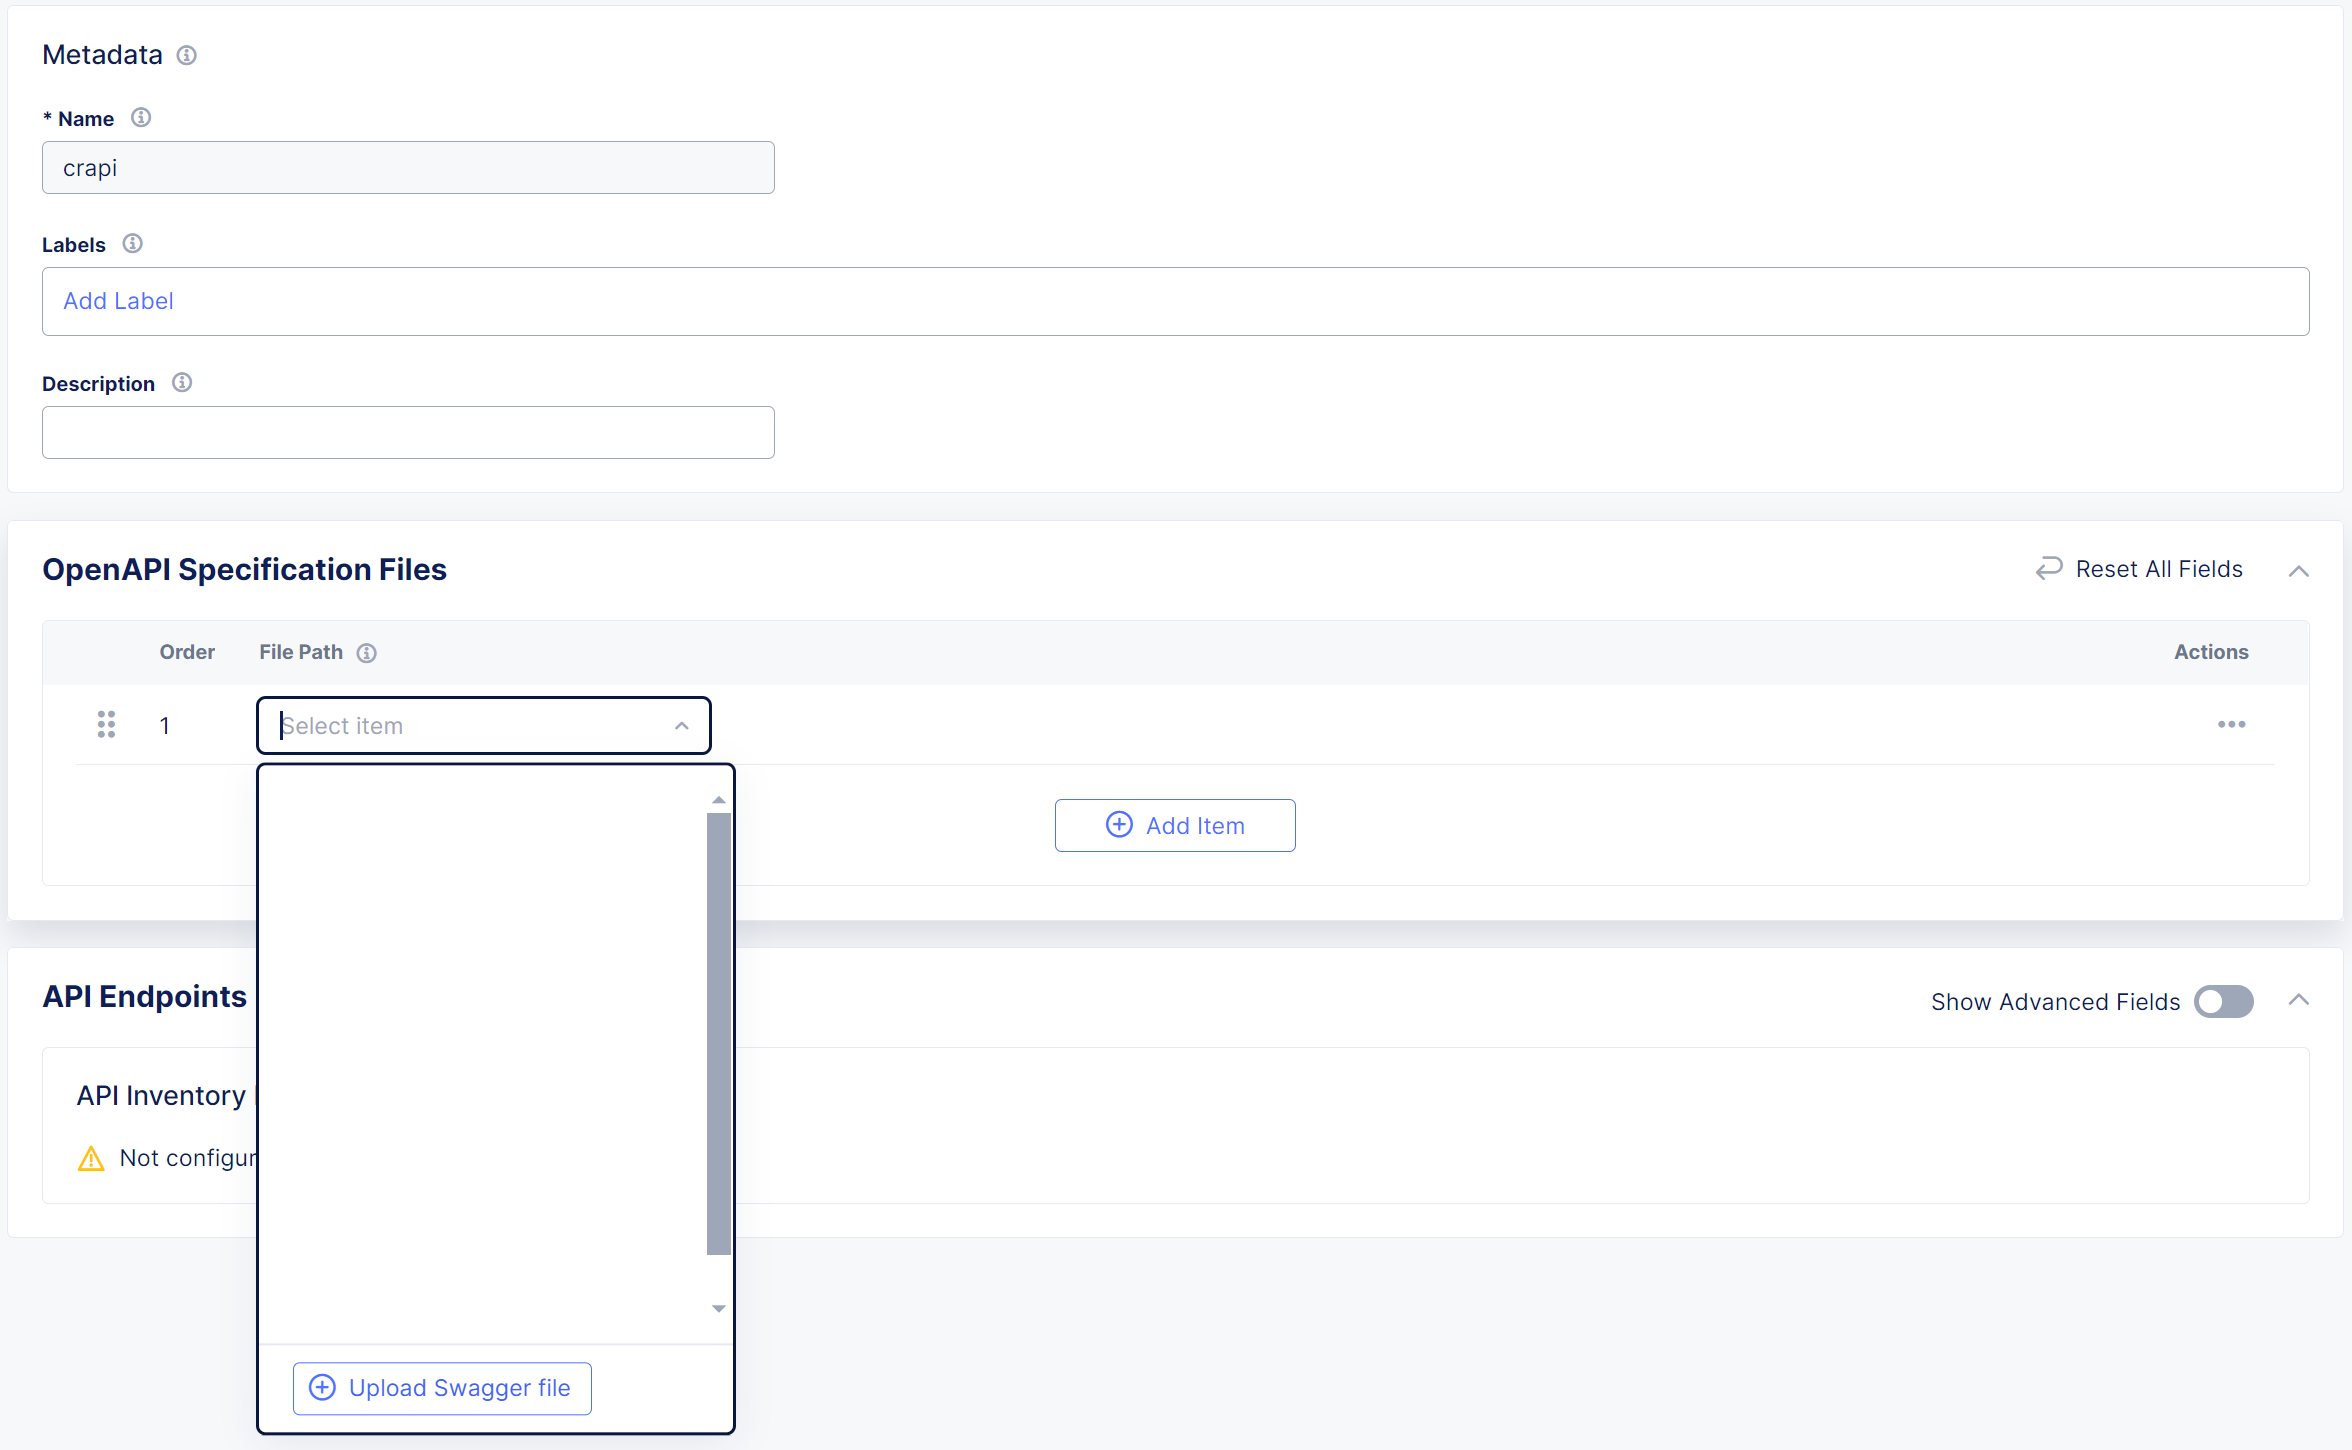 Metadata
* Name
crapi
Labels
Add Label
Description
OpenAPI Specification Files
Reset All Fields
Order File Path Actions
1 Select item
Add Item
API Endpoints
Show Advanced Fields
API Inventory
Not configur
Upload Swagger file